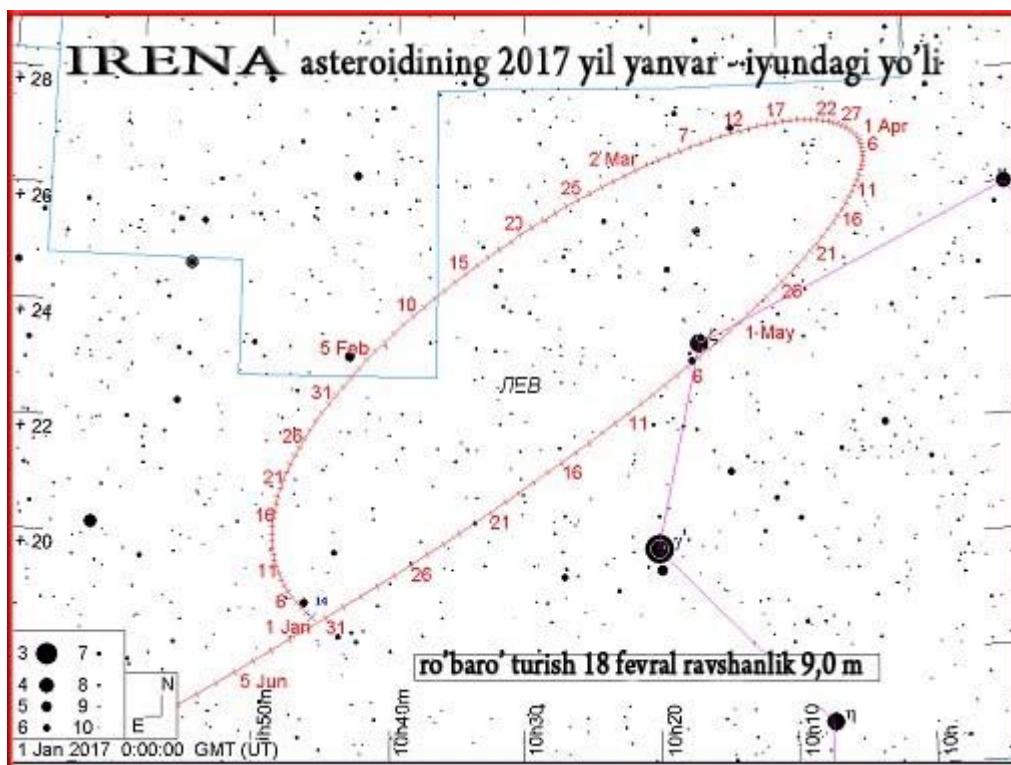 IRENA asteroidining 2017 yil yanvar -iyundagi yo'li
+ 28
+ 26
+ 24
+ 22
+ 20
17
22
27
12
1 Apr
7
6
2 Mar
11
25
16
23
21
15
26
10
1 May
5 Feb
6
31
ЛЕВ
11
26
16
21
21
16
26
11
6
14
1 Jan
31
5 Jun
γ¹
η
ro'baro' turish 18 fevral ravshanlik 9,0 m
3 7
4 8
5 9
6 10
N
E
10h40m
10h30
10h20
10h10
10h
1 Jan 2017 0:00:00 GMT (UT)